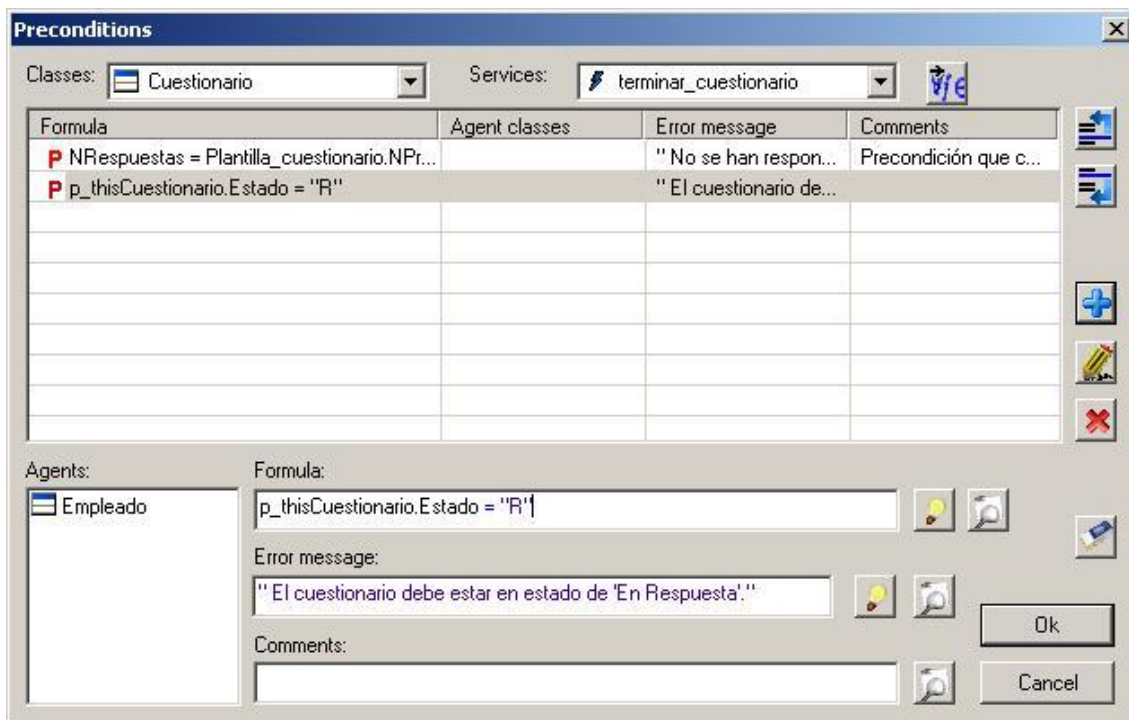 Preconditions
Classes: Cuestionario Services: terminar_cuestionario
Formula Agent classes Error message Comments
P NRespuestas = Plantilla_cuestionario.NPr... " No se han respon... Precondición que c...
P p_thisCuestionario.Estado = "R" " El cuestionario de...
Agents: Formula:
Empleado p_thisCuestionario.Estado = "R"
Error message:
" El cuestionario debe estar en estado de 'En Respuesta'."
Ok
Comments:
Cancel